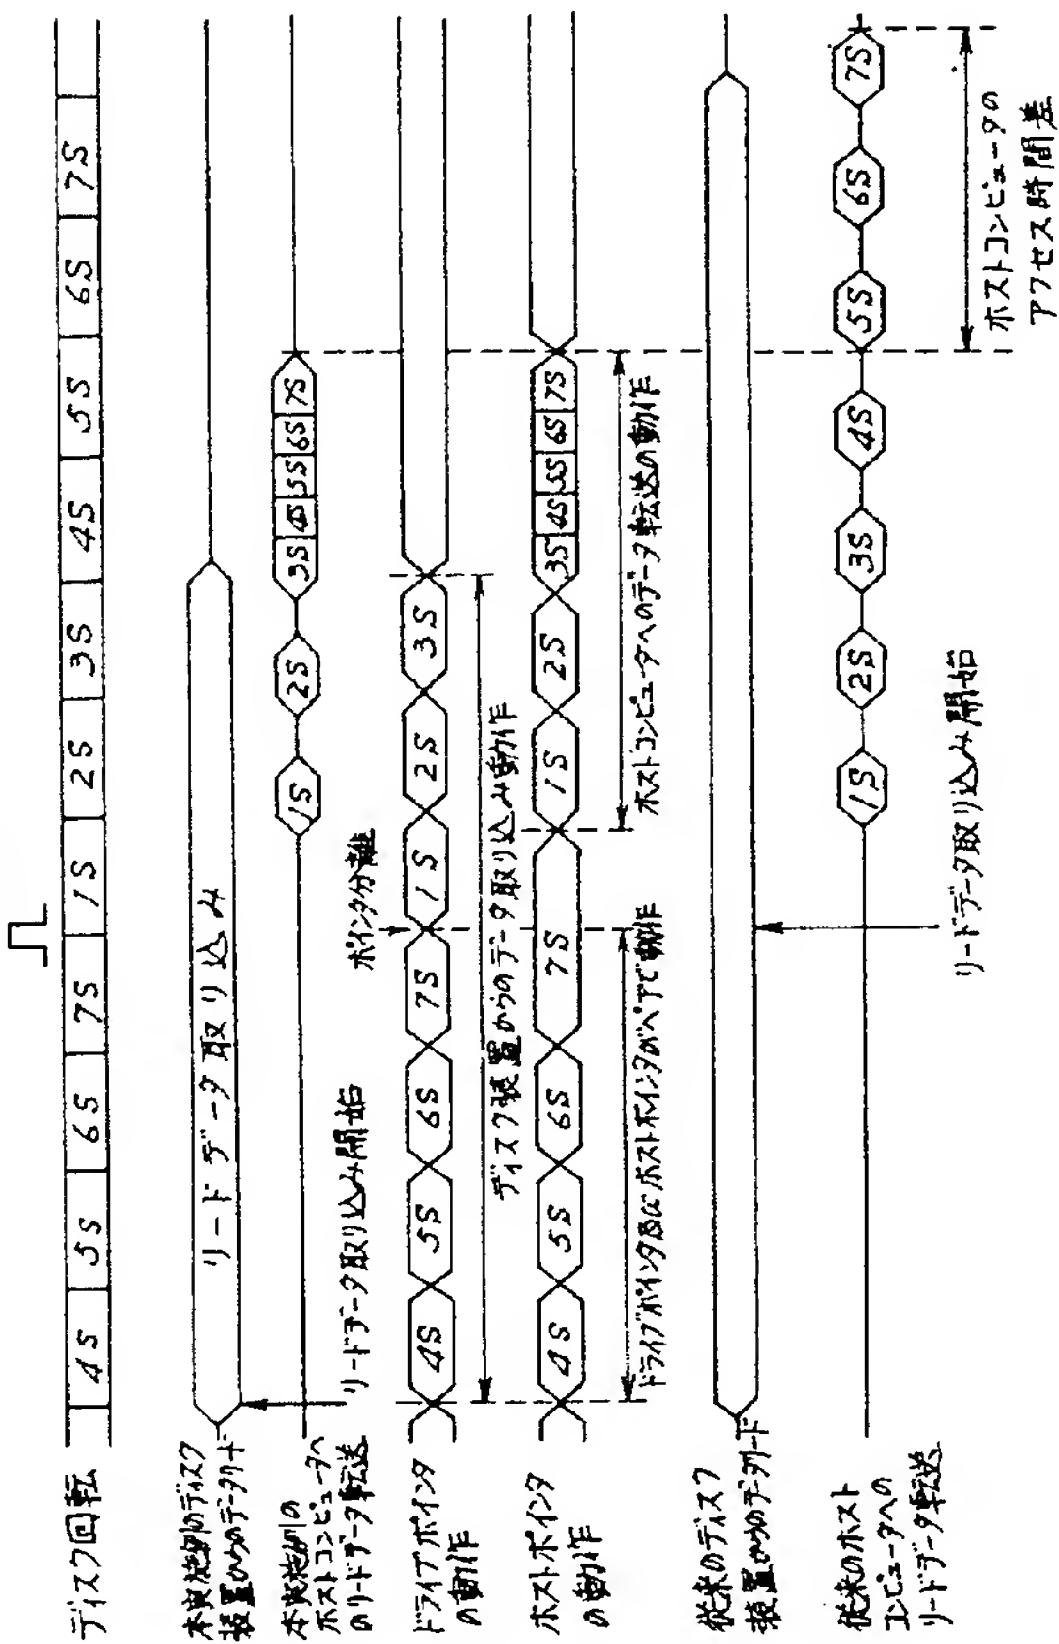 ディスク回転
4S 5S 6S 7S 1S 2S 3S 4S 5S 6S 7S
本実施例のディスク
装置からのデータリード
リードデータ取り込み
本実施例の
ホストコンピュータへ
のリードデータ転送
1S 2S 3S 4S 5S 6S 7S
リードデータ取り込み開始
ポインタ分離
ドライブポインタ
の動作
4S 5S 6S 7S 1S 2S 3S
ディスク装置からのデータ取り込み動作
ホストポインタ
の動作
4S 5S 6S 7S 1S 2S 3S 4S 5S 6S 7S
ドライブポインタ及びホストポインタがペアで動作
ホストコンピュータへのデータ転送の動作
従来のディスク
装置からのデータリード
リードデータ取り込み開始
従来のホスト
コンピュータへの
リードデータ転送
1S 2S 3S 4S 5S 6S 7S
ホストコンピュータの
アクセス時間差